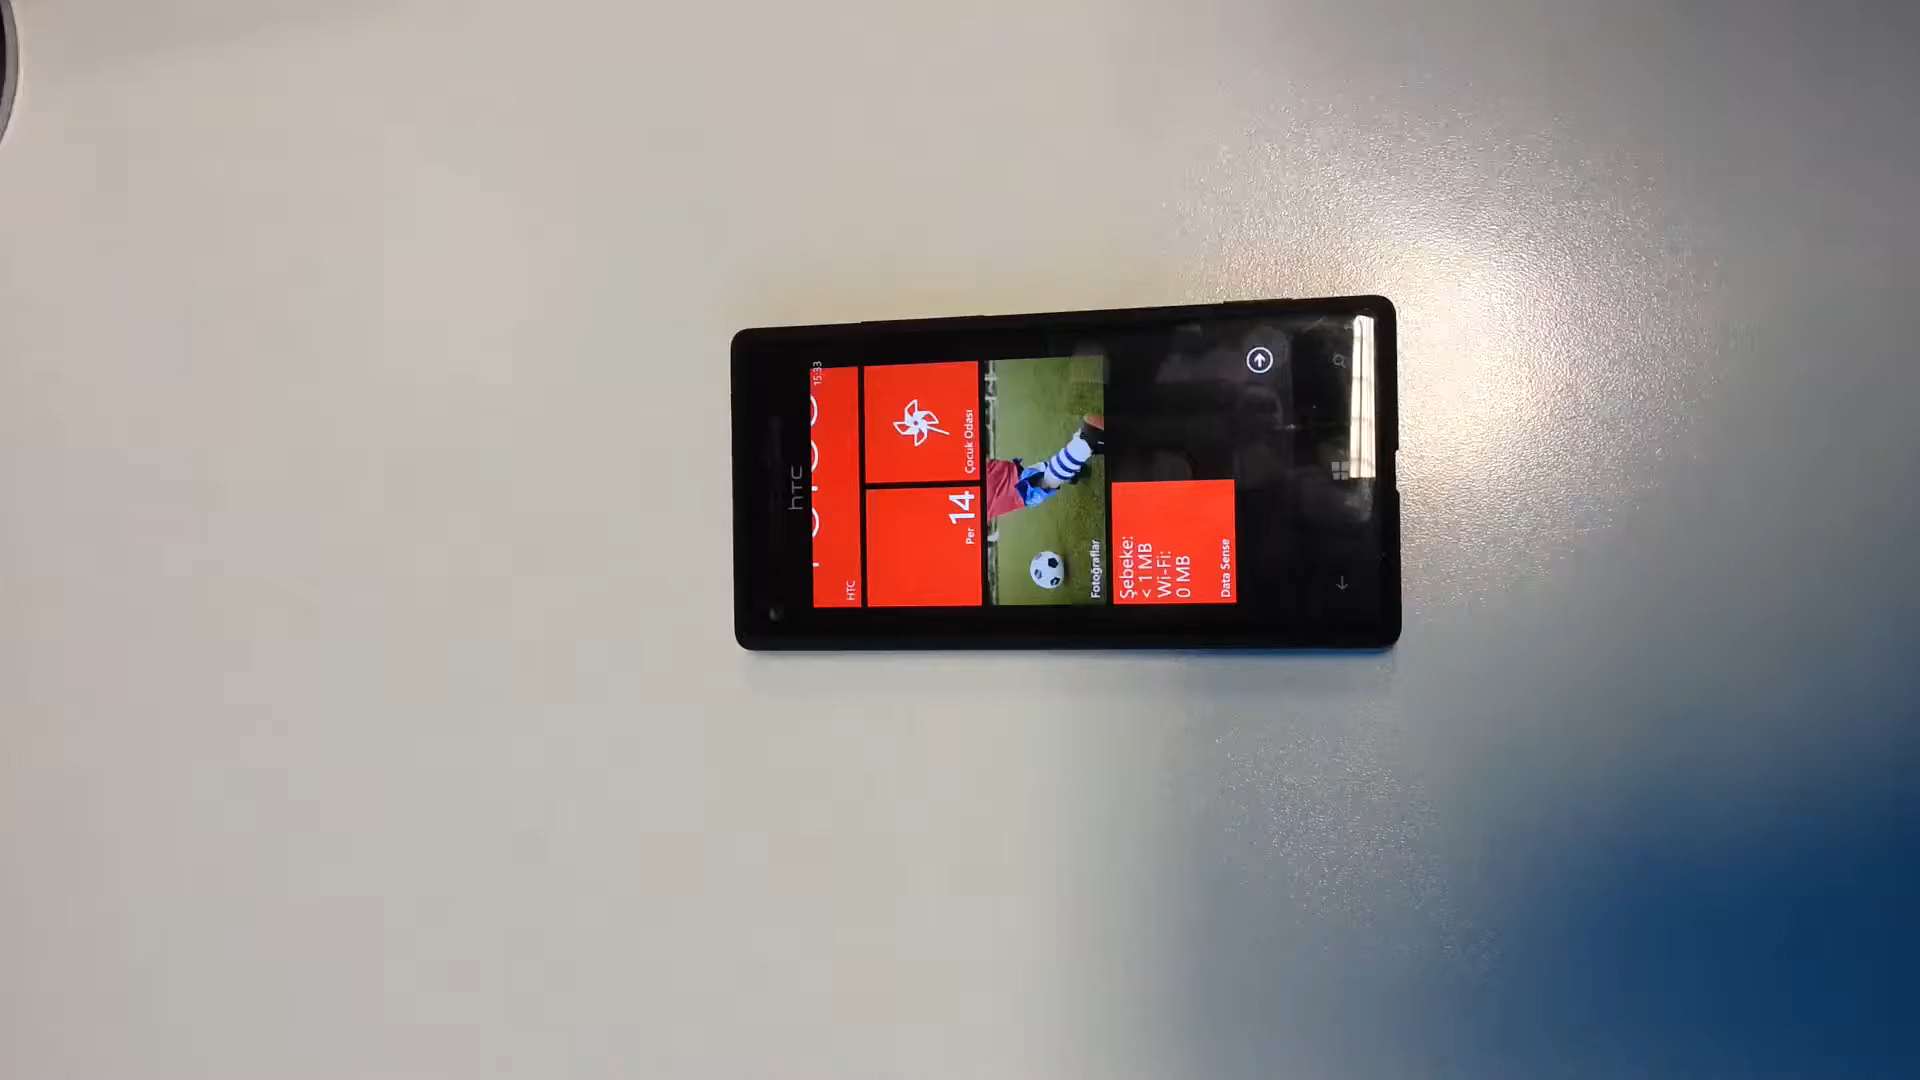 hTC
15:33
HTC
Per 14
Çocuk Odası
Fotoğraflar
Şebeke:
< 1 MB
Wi-Fi:
0 MB
Data Sense